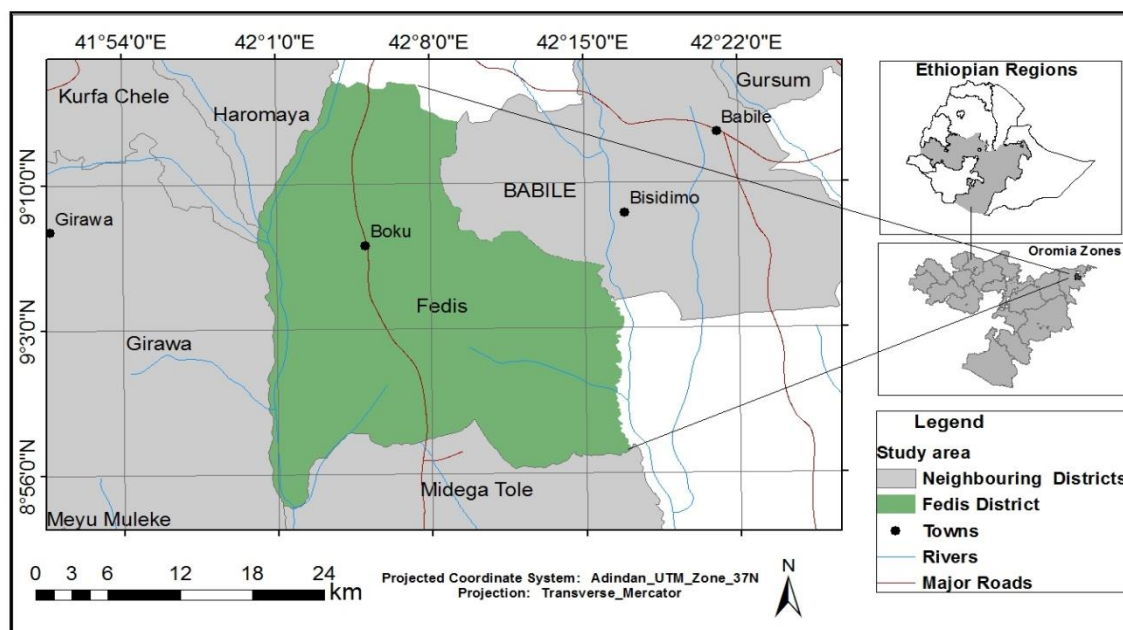 41°54'0"E 42°1'0"E 42°8'0"E 42°15'0"E 42°22'0"E
Kurfa Chele
Haromaya
Gursum
Babile
9°10'0"N
BABILE
Bisidimo
Girawa
Boku
Fedis
9°3'0"N
Girawa
8°56'0"N
Midega Tole
Meyu Muleke
0 3 6 12 18 24
km
Projected Coordinate System: Adindan_UTM_Zone_37N
Projection: Transverse_Mercator
N
Ethiopian Regions
Oromia Zones
Legend
Study area
Neighbouring Districts
Fedis District
Towns
Rivers
Major Roads